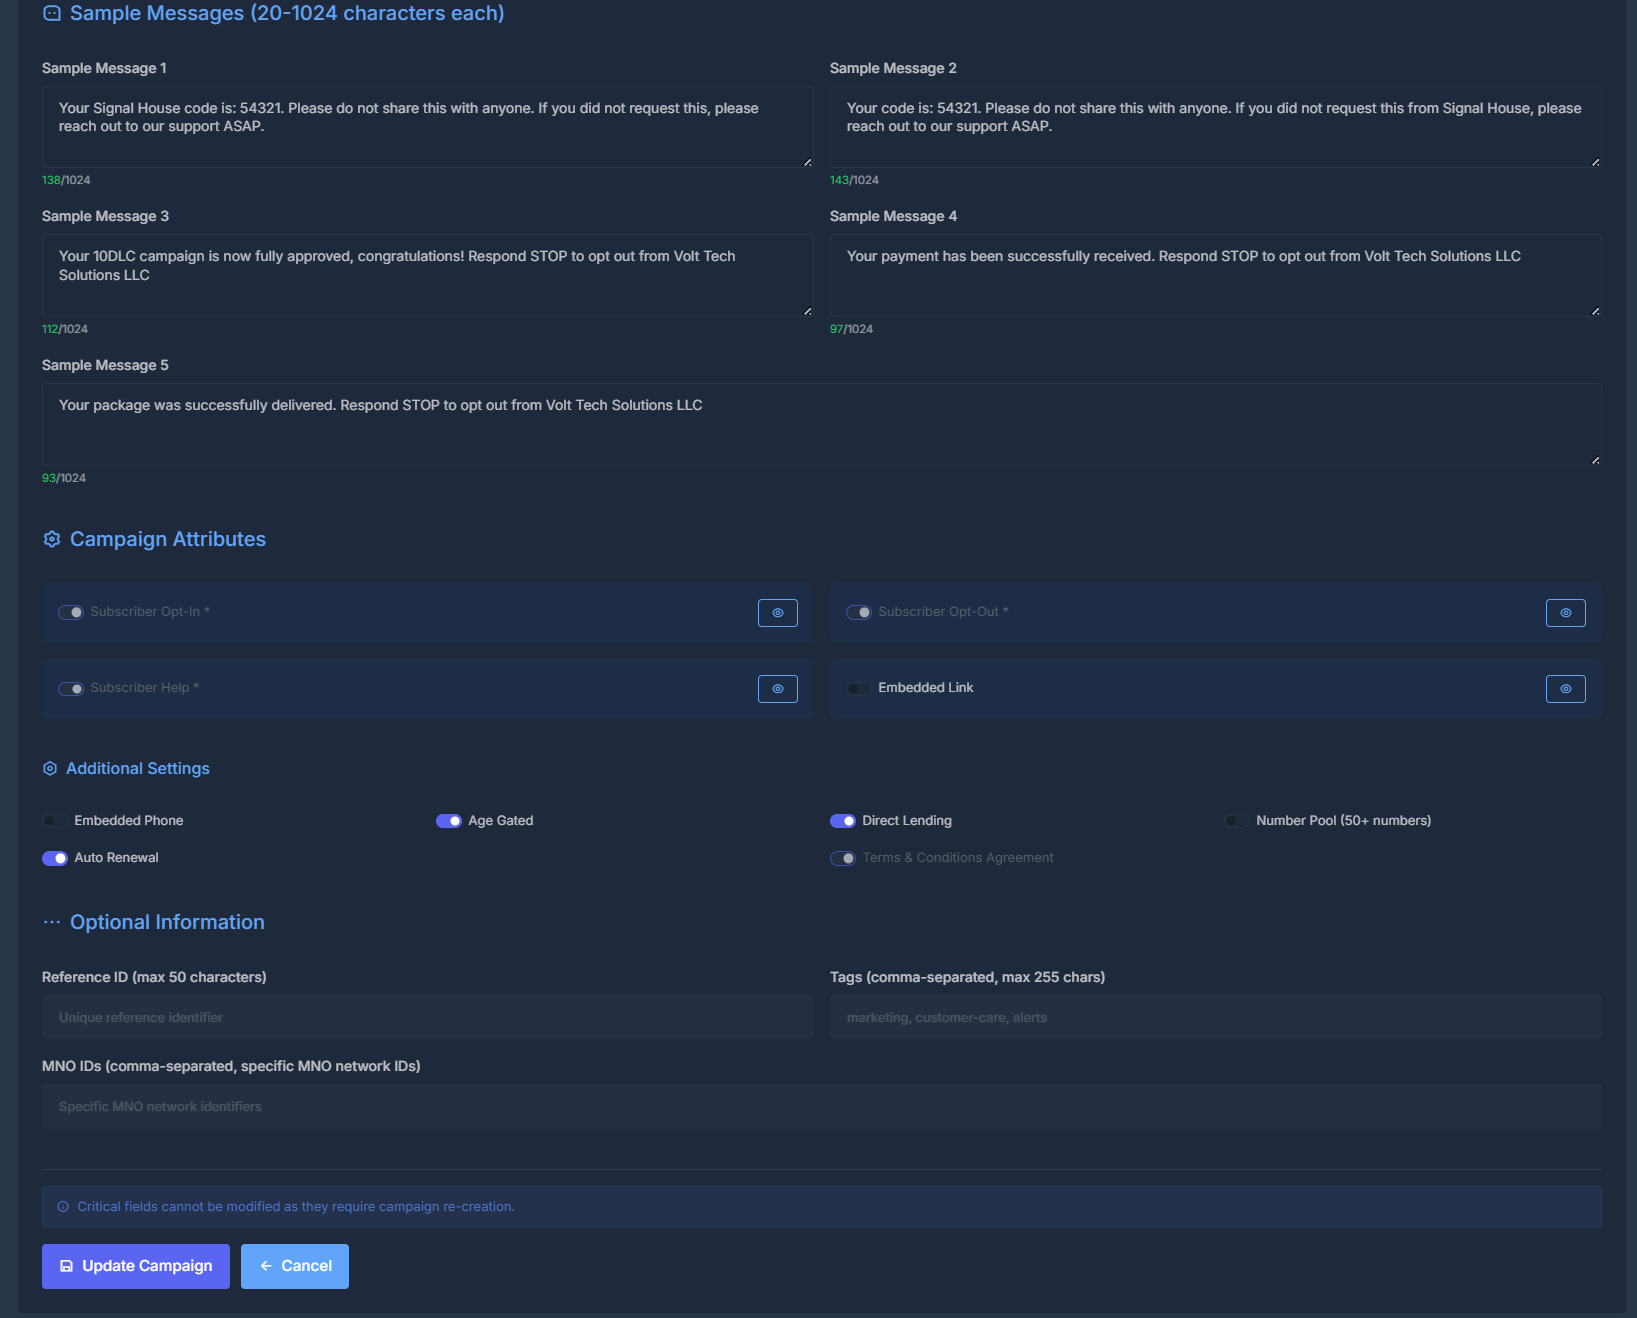 Sample Messages (20-1024 characters each)
Sample Message 1
Your Signal House code is: 54321. Please do not share this with anyone. If you did not request this, please
reach out to our support ASAP.
138/1024
Sample Message 2
Your code is: 54321. Please do not share this with anyone. If you did not request this from Signal House, please
reach out to our support ASAP.
143/1024
Sample Message 3
Your 10DLC campaign is now fully approved, congratulations! Respond STOP to opt out from Volt Tech
Solutions LLC
112/1024
Sample Message 4
Your payment has been successfully received. Respond STOP to opt out from Volt Tech Solutions LLC
97/1024
Sample Message 5
Your package was successfully delivered. Respond STOP to opt out from Volt Tech Solutions LLC
93/1024
Campaign Attributes
Subscriber Opt-In *
Subscriber Opt-Out *
Subscriber Help *
Embedded Link
Additional Settings
Embedded Phone
Age Gated
Direct Lending
Number Pool (50+ numbers)
Auto Renewal
Terms & Conditions Agreement
Optional Information
Reference ID (max 50 characters)
Unique reference identifier
Tags (comma-separated, max 255 chars)
marketing, customer-care, alerts
MNO IDs (comma-separated, specific MNO network IDs)
Specific MNO network identifiers
Critical fields cannot be modified as they require campaign re-creation.
Update Campaign
Cancel